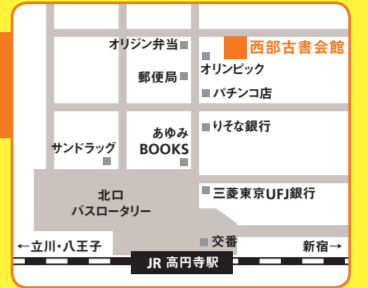 オリジン弁当
西部古書会館
オリンピック
郵便局
パチンコ店
りそな銀行
あゆみ
BOOKS
サンドラッグ
北口
バスロータリー
三菱東京UFJ銀行
交番
←立川・八王子
新宿→
JR 高円寺駅